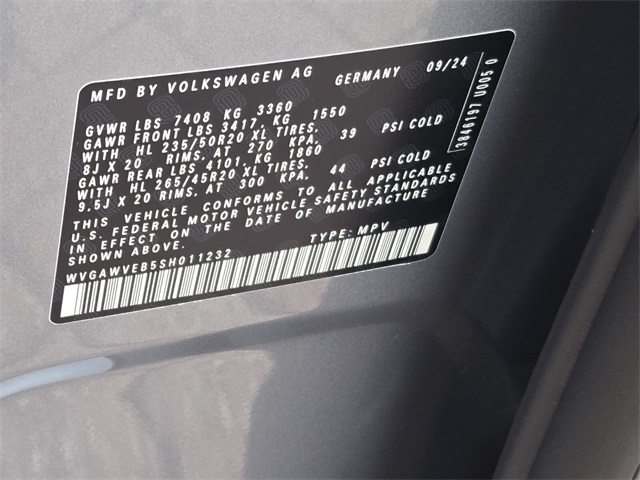 MFD BY VOLKSWAGEN AG GERMANY 09/24
GVWR LBS 7408 KG 3360
GAWR FRONT LBS 3417, KG 1550
WITH HL 235/50R20 XL TIRES.
8J X 20 RIMS. AT 270 KPA. 39 PSI COLD
GAWR REAR LBS 4101, KG 1860
WITH HL 265/45R20 XL TIRES.
9.5J X 20 RIMS. AT 300 KPA. 44 PSI COLD
THIS VEHICLE CONFORMS TO ALL APPLICABLE
U.S. FEDERAL MOTOR VEHICLE SAFETY STANDARDS
IN EFFECT ON THE DATE OF MANUFACTURE
SHOWN ABOVE.
WVGAWVEB5SH011232 TYPE: MPV
3846197 U005 0